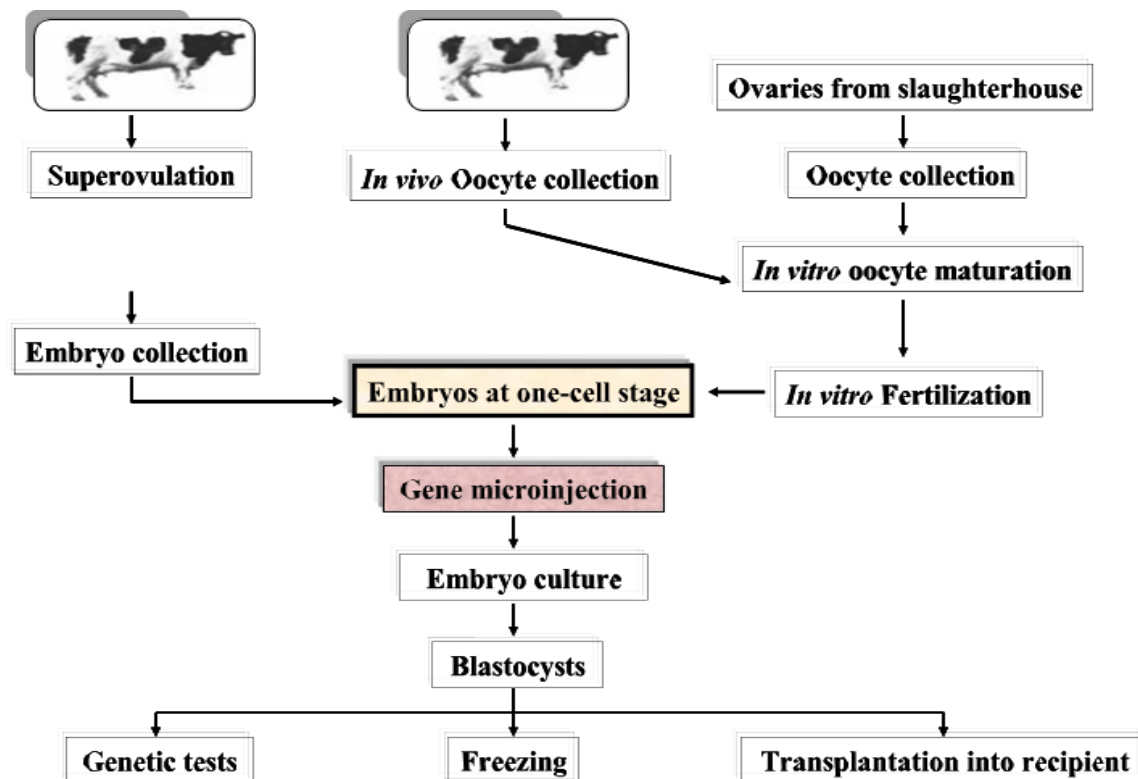 Ovaries from slaughterhouse
Superovulation
In vivo Oocyte collection
Oocyte collection
In vitro oocyte maturation
Embryo collection
Embryos at one-cell stage
In vitro Fertilization
Gene microinjection
Embryo culture
Blastocysts
Genetic tests
Freezing
Transplantation into recipient